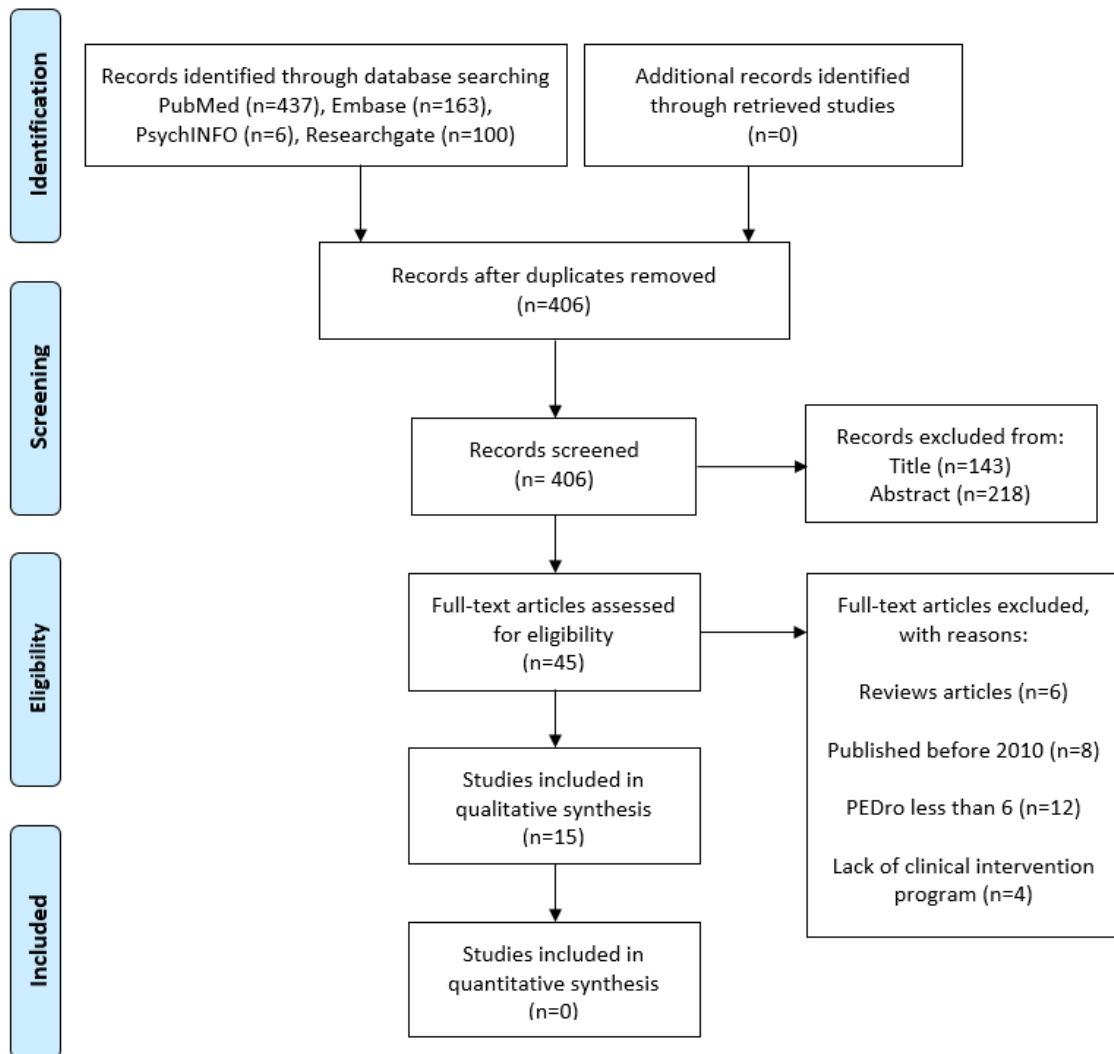 Identification
Records identified through database searching
PubMed (n=437), Embase (n=163),
PsychINFO (n=6), Researchgate (n=100)
Additional records identified
through retrieved studies
(n=0)
Records after duplicates removed
(n=406)
Screening
Records screened
(n= 406)
Records excluded from:
Title (n=143)
Abstract (n=218)
Eligibility
Full-text articles assessed
for eligibility
(n=45)
Full-text articles excluded,
with reasons:
Reviews articles (n=6)
Published before 2010 (n=8)
PEDro less than 6 (n=12)
Lack of clinical intervention
program (n=4)
Studies included in
qualitative synthesis
(n=15)
Included
Studies included in
quantitative synthesis
(n=0)